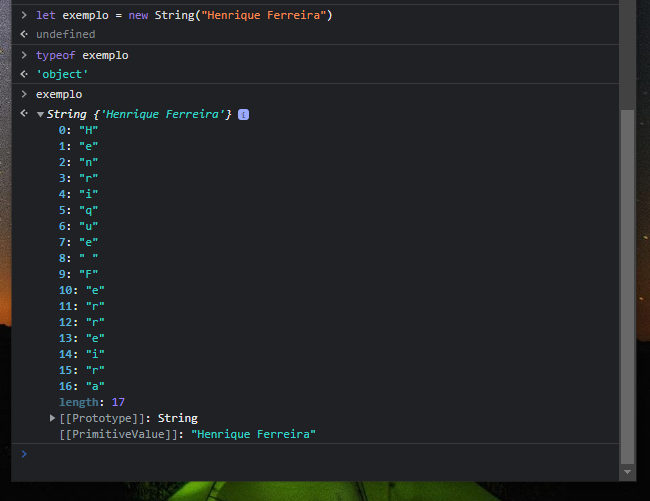 let exemplo = new String("Henrique Ferreira")
undefined
typeof exemplo
'object'
exemplo
String {'Henrique Ferreira'} i
0: "H"
1: "e"
2: "n"
3: "r"
4: "i"
5: "q"
6: "u"
7: "e"
8: " "
9: "F"
10: "e"
11: "r"
12: "r"
13: "e"
14: "i"
15: "r"
16: "a"
length: 17
[[Prototype]]: String
[[PrimitiveValue]]: "Henrique Ferreira"